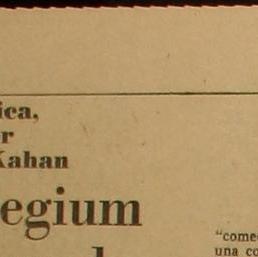 ica,
r
Kahan
egium
"come
una co